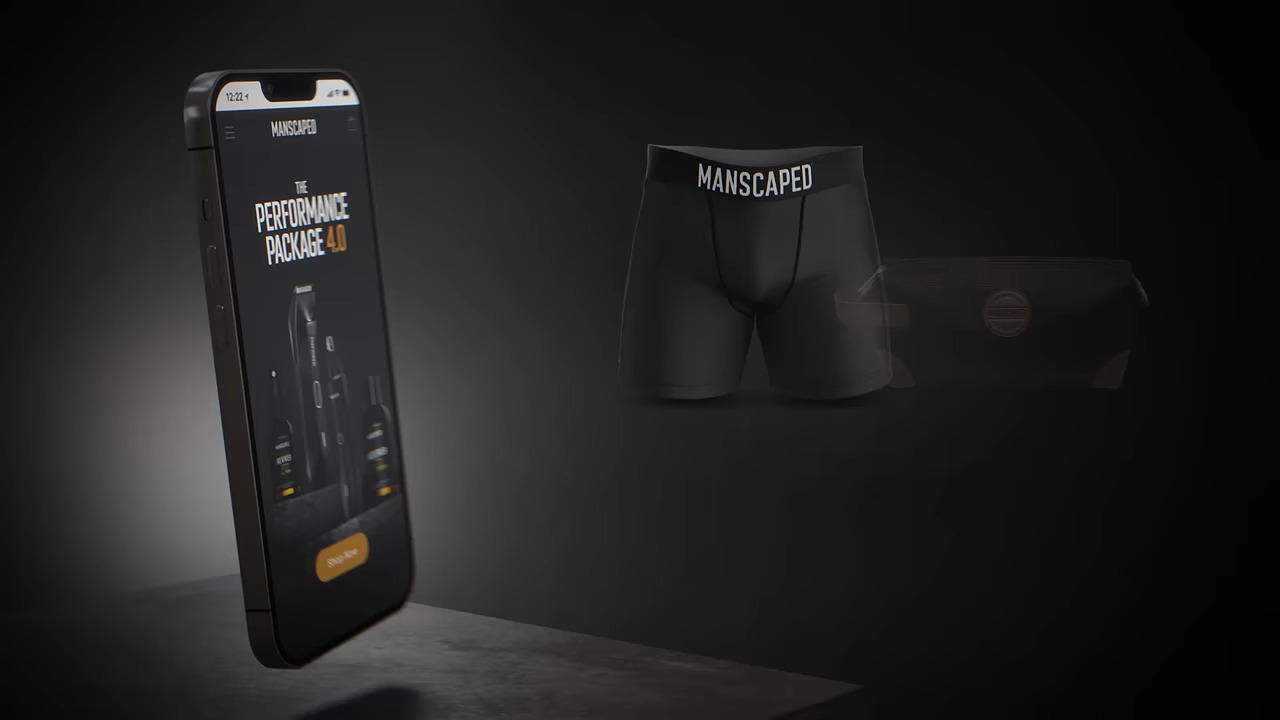 12:22
MANSCAPED
THE
PERFORMANCE
PACKAGE 4.0
Shop Now
MANSCAPED